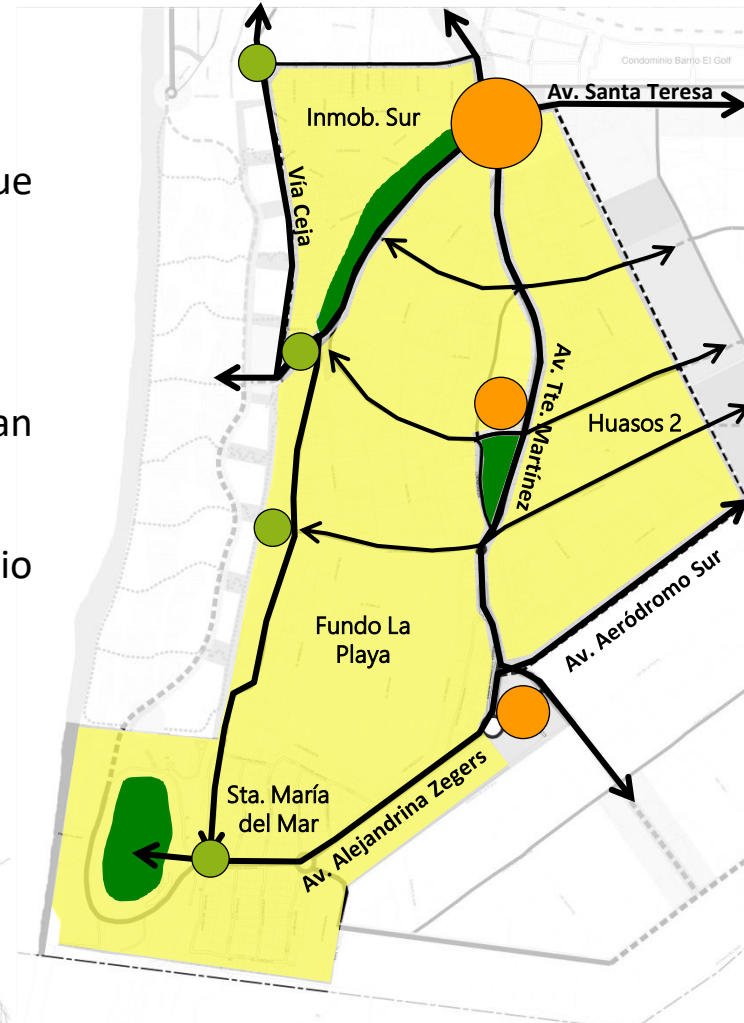 Condominio Barrio El Golf
Av. Santa Teresa
Inmob. Sur
ue
Vía Ceja
Av. Tte. Martínez
an
Huasos 2
io
Av. Aeródromo Sur
Fundo La
Playa
Sta. María
del Mar
Av. Alejandrina Zegers